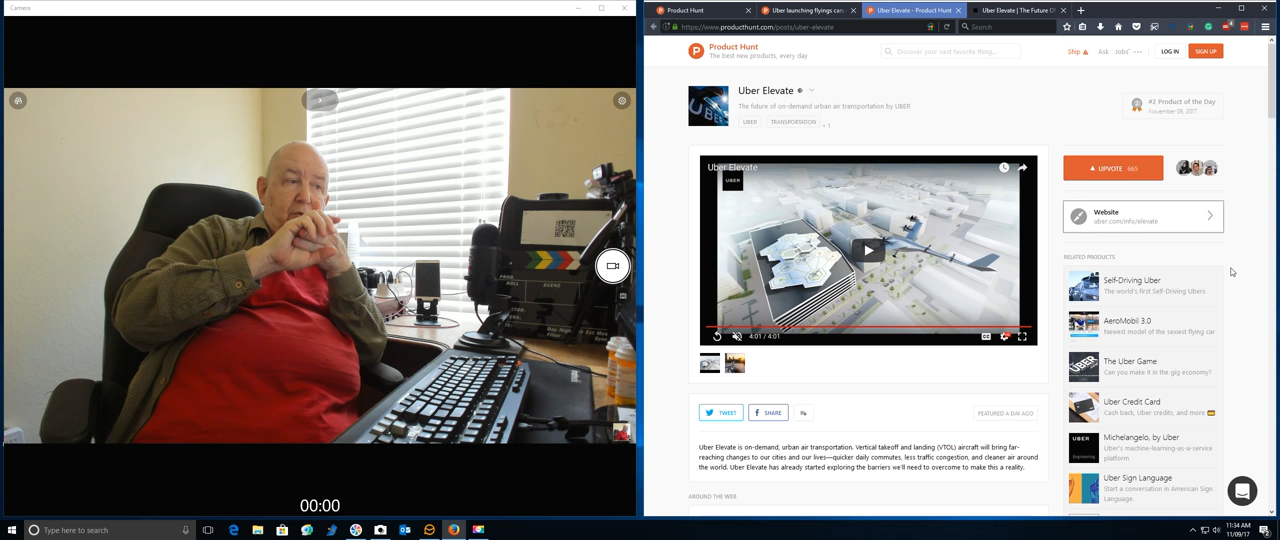 Camera
00:00
Product Hunt
Uber launching flyings cars
Uber Elevate - Product Hunt
Uber Elevate | The Future Of
https://www.producthunt.com/posts/uber-elevate
Search
Product Hunt
The best new products, every day
Discover your next favorite thing...
Ship
Ask
Jobs
LOG IN
SIGN UP
Uber Elevate
The future of on-demand urban air transportation by UBER
UBER
TRANSPORTATION
+ 1
#2 Product of the Day
November 08, 2017
Uber Elevate
UBER
4:01 / 4:01
CC
UPVOTE 665
Website
uber.com/info/elevate
RELATED PRODUCTS
Self-Driving Uber
The world's first Self-Driving Ubers
AeroMobil 3.0
Newest model of the sexiest flying car
The Uber Game
Can you make it in the gig economy?
Uber Credit Card
Cash back, Uber credits, and more
Michelangelo, by Uber
Uber's machine-learning-as-a-service
platform
Uber Sign Language
Start a conversation in American Sign
Language.
TWEET
SHARE
FEATURED A DAY AGO
Uber Elevate is on-demand, urban air transportation. Vertical takeoff and landing (VTOL) aircraft will bring far-
reaching changes to our cities and our lives—quicker daily commutes, less traffic congestion, and cleaner air around
the world. Uber Elevate has already started exploring the barriers we'll need to overcome to make this a reality.
AROUND THE WEB
Type here to search
11:34 AM
11/09/17